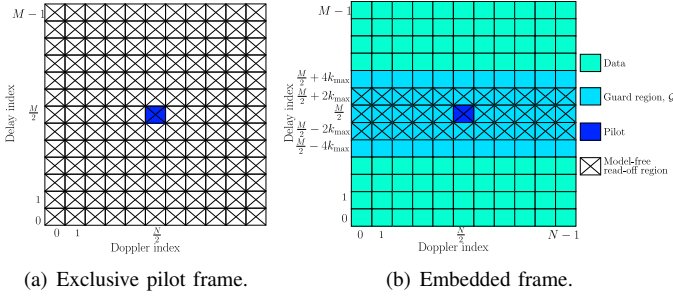 M − 1
Delay index
M/2
1
0
0 1 N/2
Doppler index
(a) Exclusive pilot frame.
M − 1
Delay index
M/2 + 4k_max
M/2 + 2k_max
M/2
M/2 − 2k_max
M/2 − 4k_max
1
0
0 1 N/2 N − 1
Doppler index
(b) Embedded frame.
Data
Guard region, 𝒢
Pilot
Model-free
read-off region